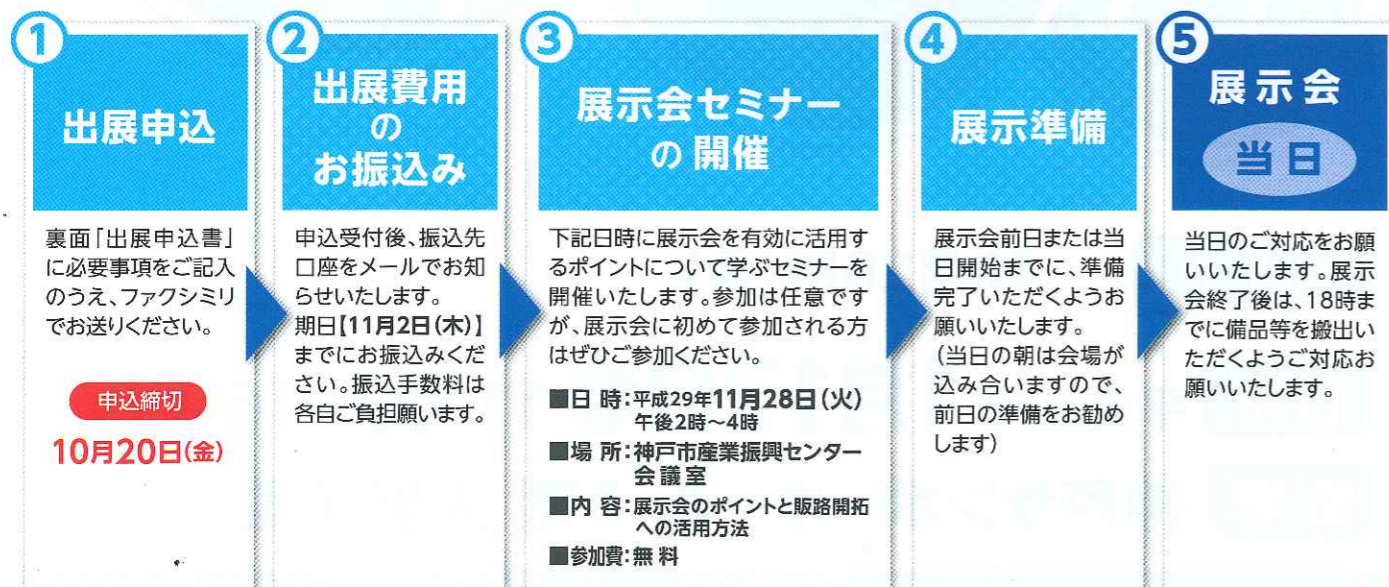 1
出展申込
裏面「出展申込書」
に必要事項をご記入
のうえ、ファクシミリ
でお送りください。
申込締切
10月20日(金)
2
出展費用
の
お振込み
申込受付後、振込先
口座をメールでお知
らせいたします。
期日【11月2日(木)】
までにお振込みくだ
さい。振込手数料は
各自ご負担願います。
3
展示会セミナー
の開催
下記日時に展示会を有効に活用す
るポイントについて学ぶセミナーを
開催いたします。参加は任意です
が、展示会に初めて参加される方
はぜひご参加ください。
■日 時:平成29年11月28日(火)
午後2時~4時
■場 所:神戸市産業振興センター
会議室
■内 容:展示会のポイントと販路開拓
への活用方法
■参加費:無料
4
展示準備
展示会前日または当
日開始までに、準備
完了いただくようお
願いいたします。
(当日の朝は会場が
込み合いますので、
前日の準備をお勧め
します)
5
展示会
当日
当日のご対応をお願
いいたします。展示
会終了後は、18時ま
でに備品等を搬出い
ただくようご対応お
願いいたします。